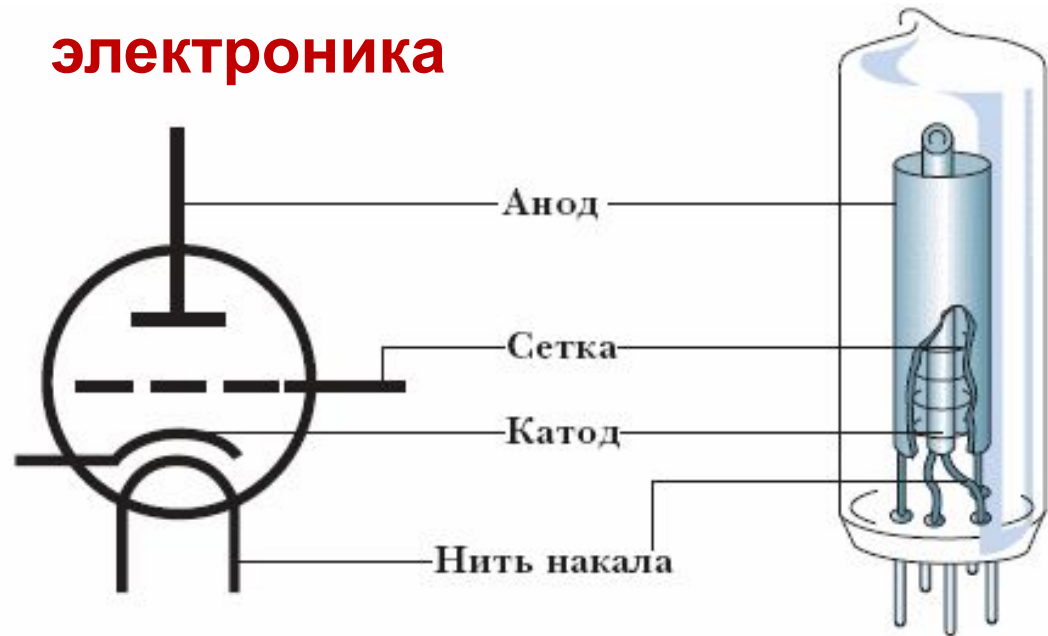 электроника
Анод
Сетка
Катод
Нить накала